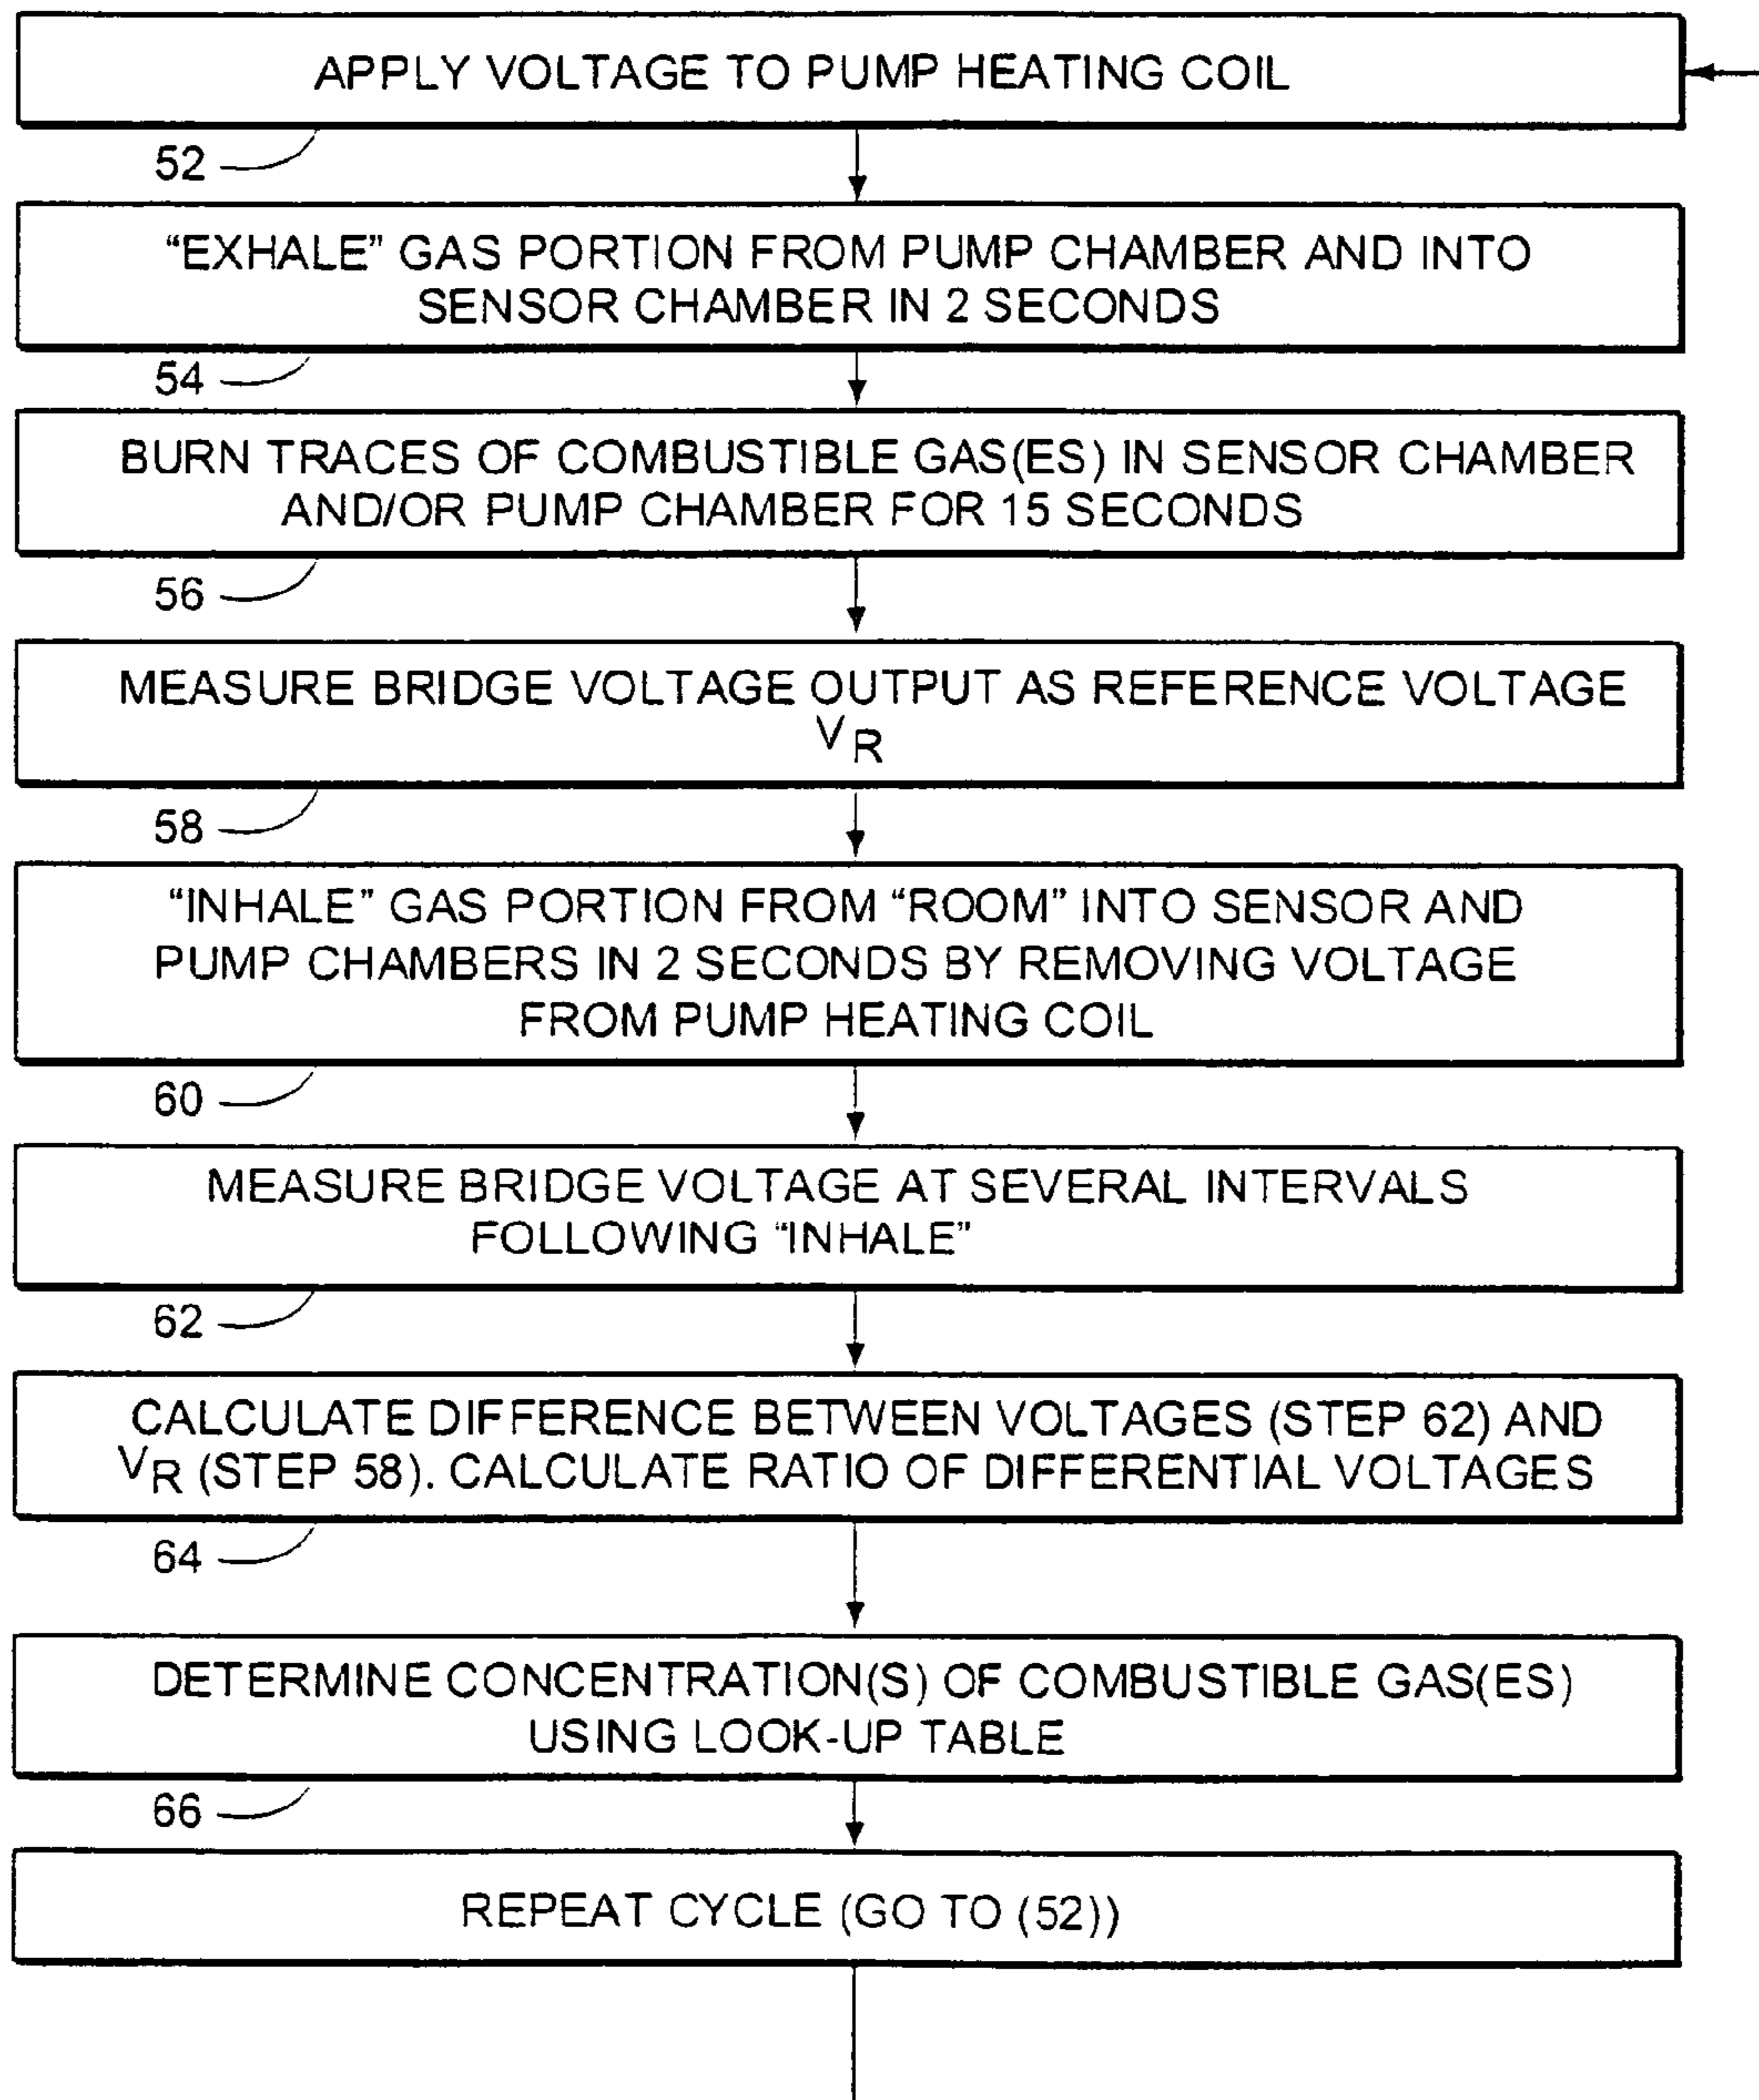 APPLY VOLTAGE TO PUMP HEATING COIL
52
“EXHALE” GAS PORTION FROM PUMP CHAMBER AND INTO
SENSOR CHAMBER IN 2 SECONDS
54
BURN TRACES OF COMBUSTIBLE GAS(ES) IN SENSOR CHAMBER
AND/OR PUMP CHAMBER FOR 15 SECONDS
56
MEASURE BRIDGE VOLTAGE OUTPUT AS REFERENCE VOLTAGE
VR
58
“INHALE” GAS PORTION FROM “ROOM” INTO SENSOR AND
PUMP CHAMBERS IN 2 SECONDS BY REMOVING VOLTAGE
FROM PUMP HEATING COIL
60
MEASURE BRIDGE VOLTAGE AT SEVERAL INTERVALS
FOLLOWING “INHALE”
62
CALCULATE DIFFERENCE BETWEEN VOLTAGES (STEP 62) AND
VR (STEP 58). CALCULATE RATIO OF DIFFERENTIAL VOLTAGES
64
DETERMINE CONCENTRATION(S) OF COMBUSTIBLE GAS(ES)
USING LOOK-UP TABLE
66
REPEAT CYCLE (GO TO (52))